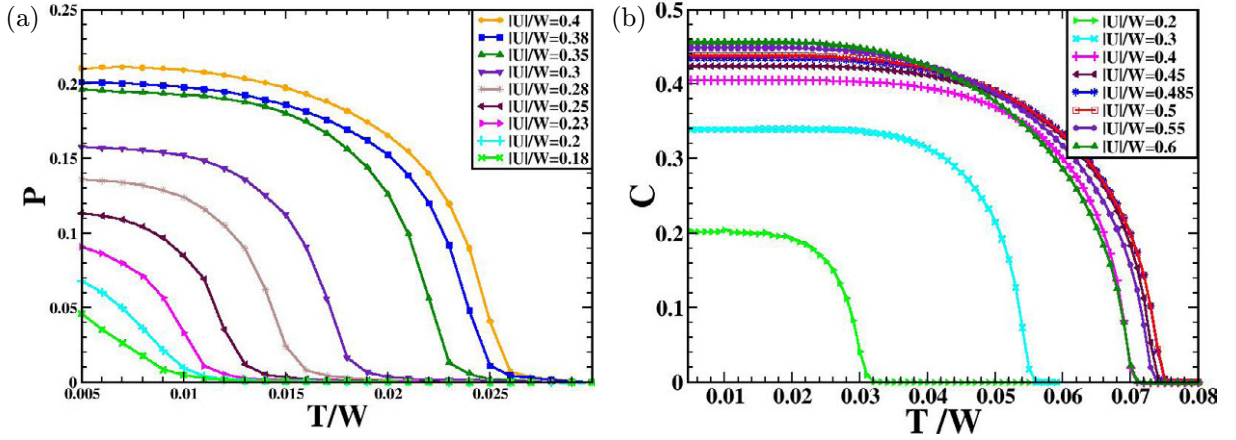 (a)
0.25
0.2
0.15
0.1
0.05
0
P
0.005
0.01
0.015
0.02
0.025
T/W
|U|/W=0.4
|U|/W=0.38
|U|/W=0.35
|U|/W=0.3
|U|/W=0.28
|U|/W=0.25
|U|/W=0.23
|U|/W=0.2
|U|/W=0.18
(b)
0.5
0.4
0.3
0.2
0.1
0
C
0.01
0.02
0.03
0.04
0.05
0.06
0.07
0.08
T /W
|U|/W=0.2
|U|/W=0.3
|U|/W=0.4
|U|/W=0.45
|U|/W=0.485
|U|/W=0.5
|U|/W=0.55
|U|/W=0.6